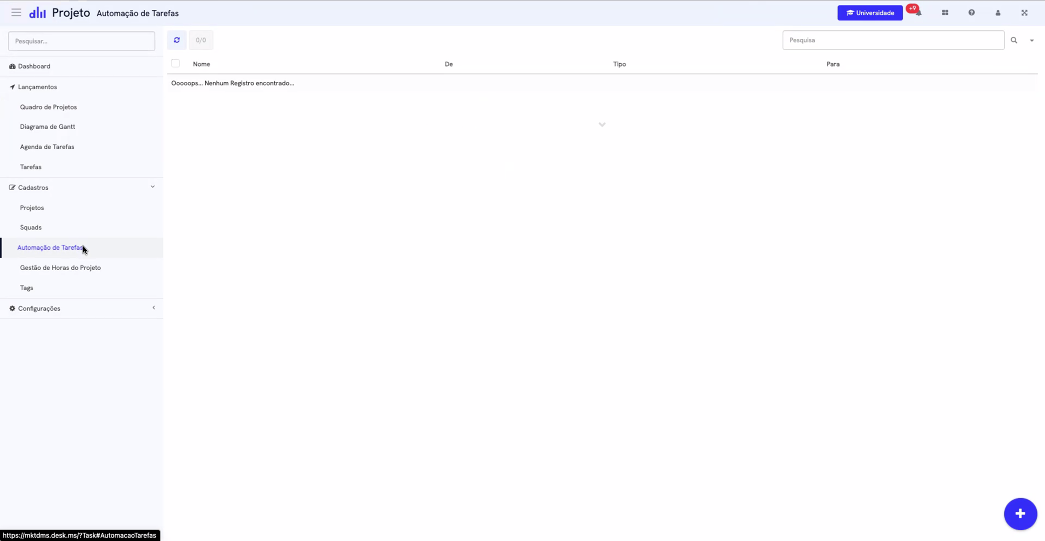 Projeto Automação de Tarefas
Universidade
+9
Pesquisar...
0/0
Pesquisa
Dashboard
Lançamentos
Quadro de Projetos
Diagrama de Gantt
Agenda de Tarefas
Tarefas
Cadastros
Projetos
Squads
Automação de Tarefas
Gestão de Horas do Projeto
Tags
Configurações
Nome De Tipo Para
Ooooops... Nenhum Registro encontrado...
https://mktdms.desk.ms/?Task#AutomacaoTarefas